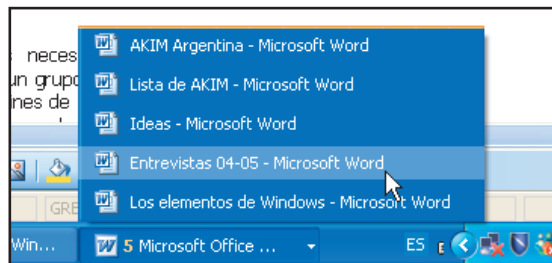 AKIM Argentina - Microsoft Word
neces
un grupo
Lista de AKIM - Microsoft Word
ines de
Ideas - Microsoft Word
Entrevistas 04-05 - Microsoft Word
GRE
Los elementos de Windows - Microsoft Word
Win...
5 Microsoft Office ...
ES